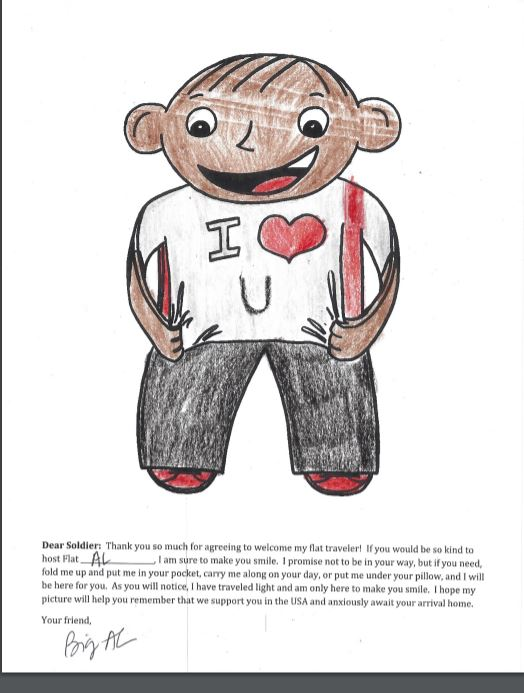 I ♥
U
Dear Soldier: Thank you so much for agreeing to welcome my flat traveler! If you would be so kind to
host Flat AL, I am sure to make you smile. I promise not to be in your way, but if you need,
fold me up and put me in your pocket, carry me along on your day, or put me under your pillow, and I will
be here for you. As you will notice, I have traveled light and am only here to make you smile. I hope my
picture will help you remember that we support you in the USA and anxiously await your arrival home.
Your friend,
Big AL